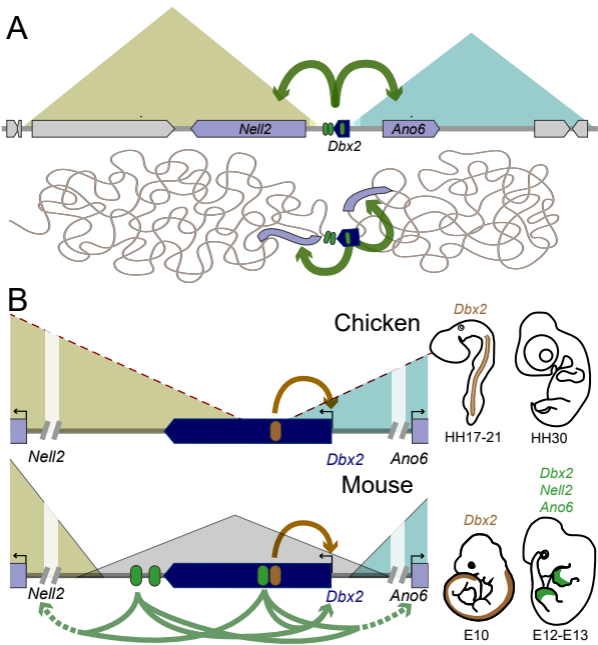 A
Nell2
Dbx2
Ano6
B
Chicken
Dbx2
Nell2
Dbx2
Ano6
HH17-21
HH30
Mouse
Dbx2
Nell2
Ano6
Dbx2
Nell2
Dbx2
Ano6
E10
E12-E13